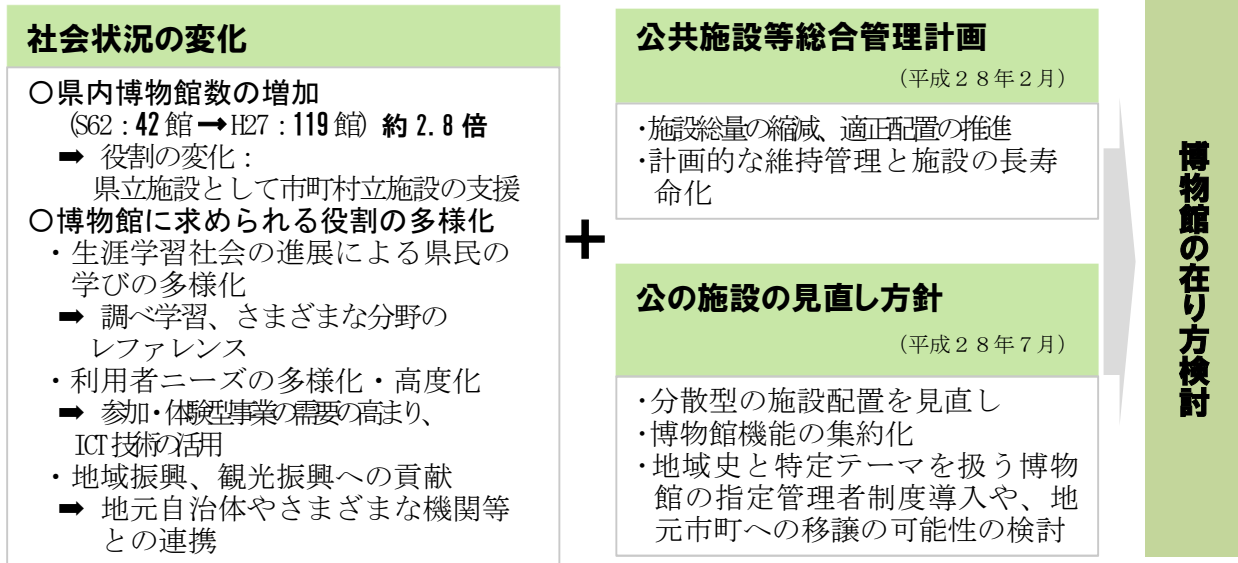 社会状況の変化
〇県内博物館数の増加
(S62:42館➡H27:119館) 約2.8倍
➡ 役割の変化:
県立施設として市町村立施設の支援
〇博物館に求められる役割の多様化
・生涯学習社会の進展による県民の
学びの多様化
➡ 調べ学習、さまざまな分野の
レファレンス
・利用者ニーズの多様化・高度化
➡ 参加・体験型事業の需要の高まり、
ICT技術の活用
・地域振興、観光振興への貢献
➡ 地元自治体やさまざまな機関等
との連携
+
公共施設等総合管理計画
(平成28年2月)
・施設総量の縮減、適正配置の推進
・計画的な維持管理と施設の長寿
命化
公の施設の見直し方針
(平成28年7月)
・分散型の施設配置を見直し
・博物館機能の集約化
・地域史と特定テーマを扱う博物
館の指定管理者制度導入や、地
元市町への移譲の可能性の検討
博物館の在り方検討